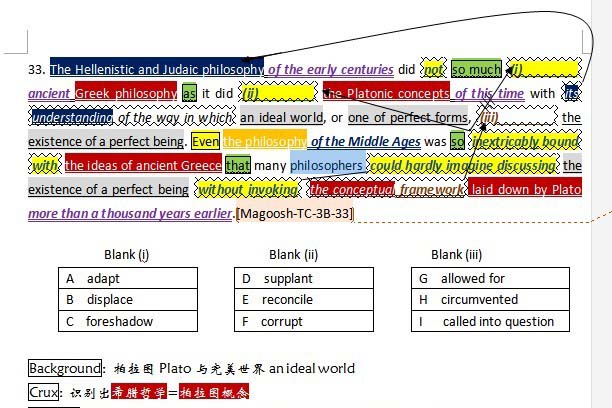 33. The Hellenistic and Judaic philosophy of the early centuries did not so much (i)
ancient Greek philosophy as it did (ii) the Platonic concepts of this time with its
understanding of the way in which an ideal world, or one of perfect forms, (iii) the
existence of a perfect being. Even the philosophy of the Middle Ages was so inextricably bound
with the ideas of ancient Greece that many philosophers could hardly imagine discussing the
existence of a perfect being without invoking the conceptual framework laid down by Plato
more than a thousand years earlier.[Magoosh-TC-3B-33]
Blank (i) Blank (ii) Blank (iii)
A adapt D supplant G allowed for
B displace E reconcile H circumvented
C foreshadow F corrupt I called into question
Background: 柏拉图 Plato 与完美世界 an ideal world
Crux: 识别出希腊哲学=柏拉图概念